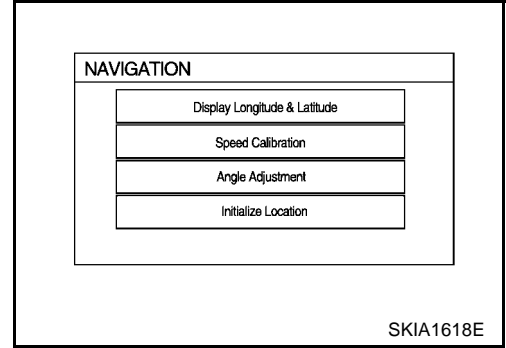 NAVIGATION
Display Longitude & Latitude
Speed Calibration
Angle Adjustment
Initialize Location
SKIA1618E